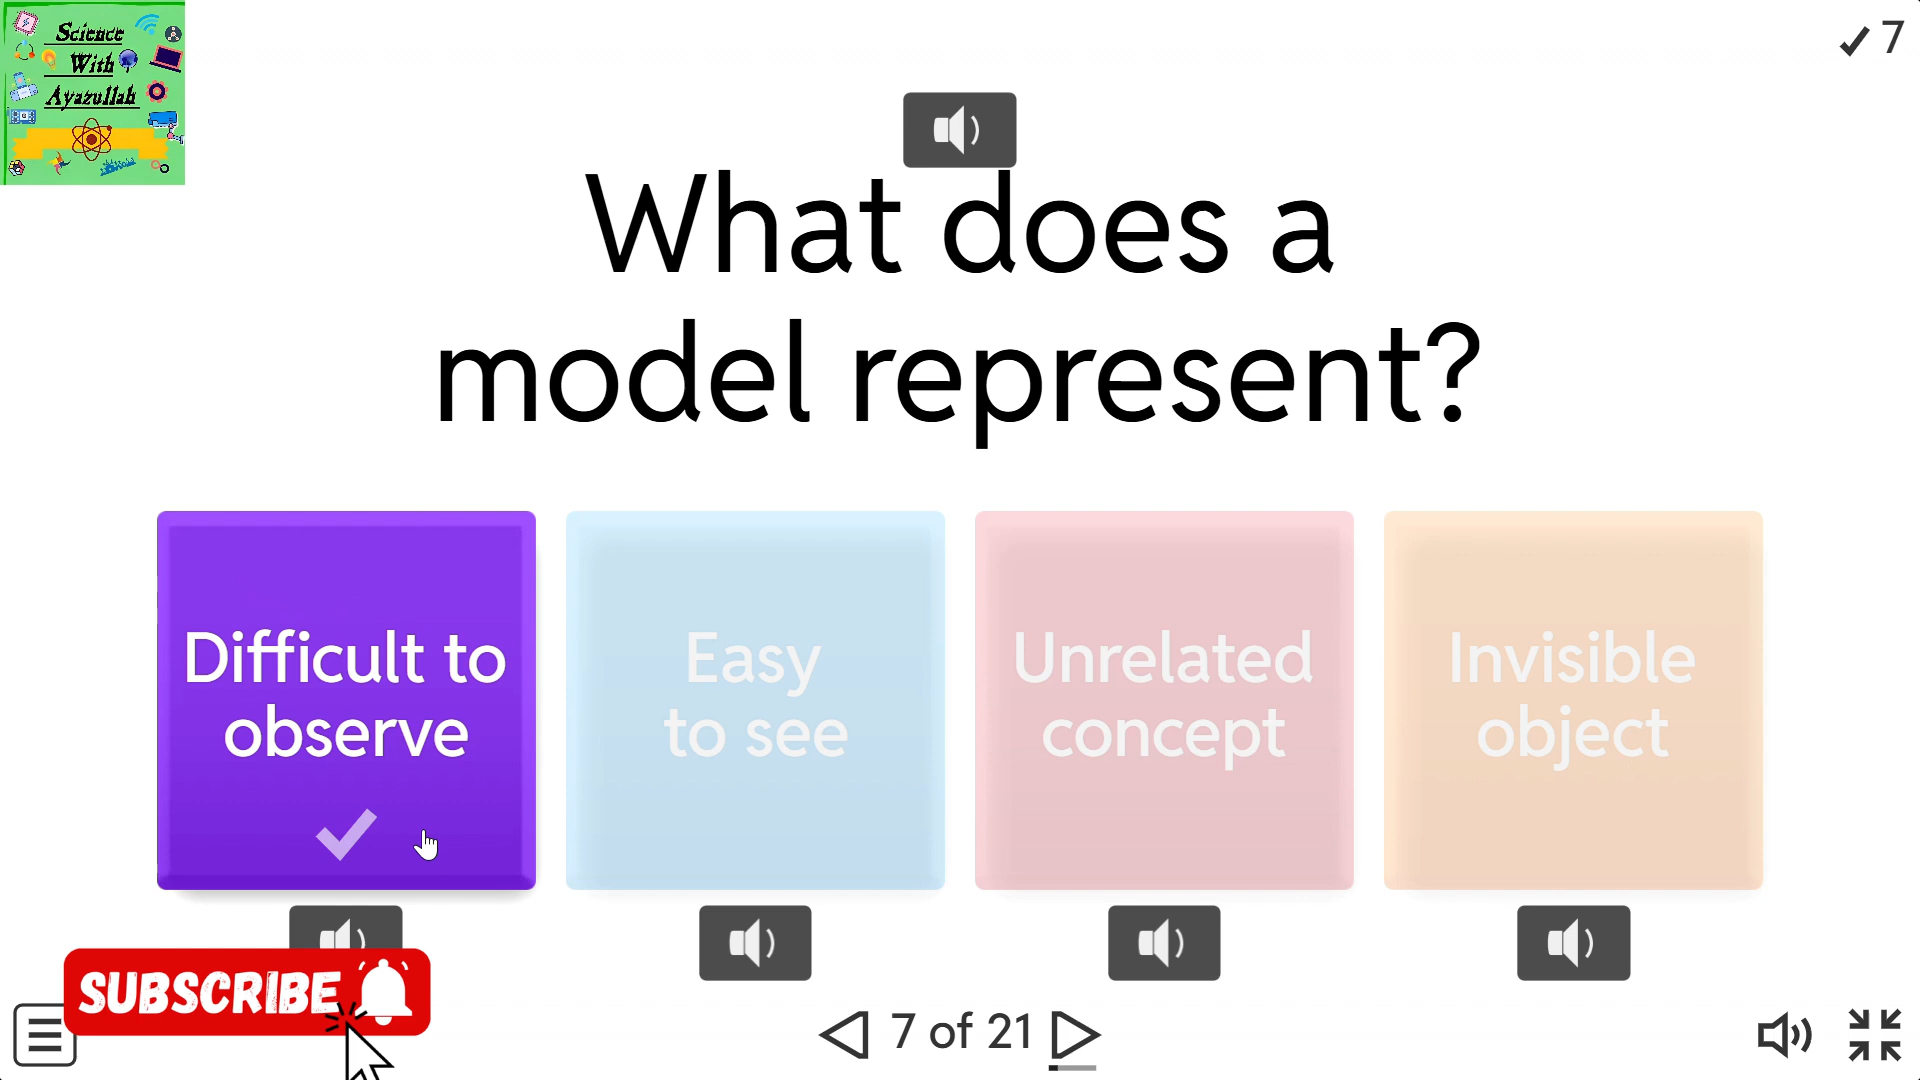 Science
With
Ayazullah
7
What does a
model represent?
Difficult to
observe
Easy
to see
Unrelated
concept
Invisible
object
SUBSCRIBE
7 of 21